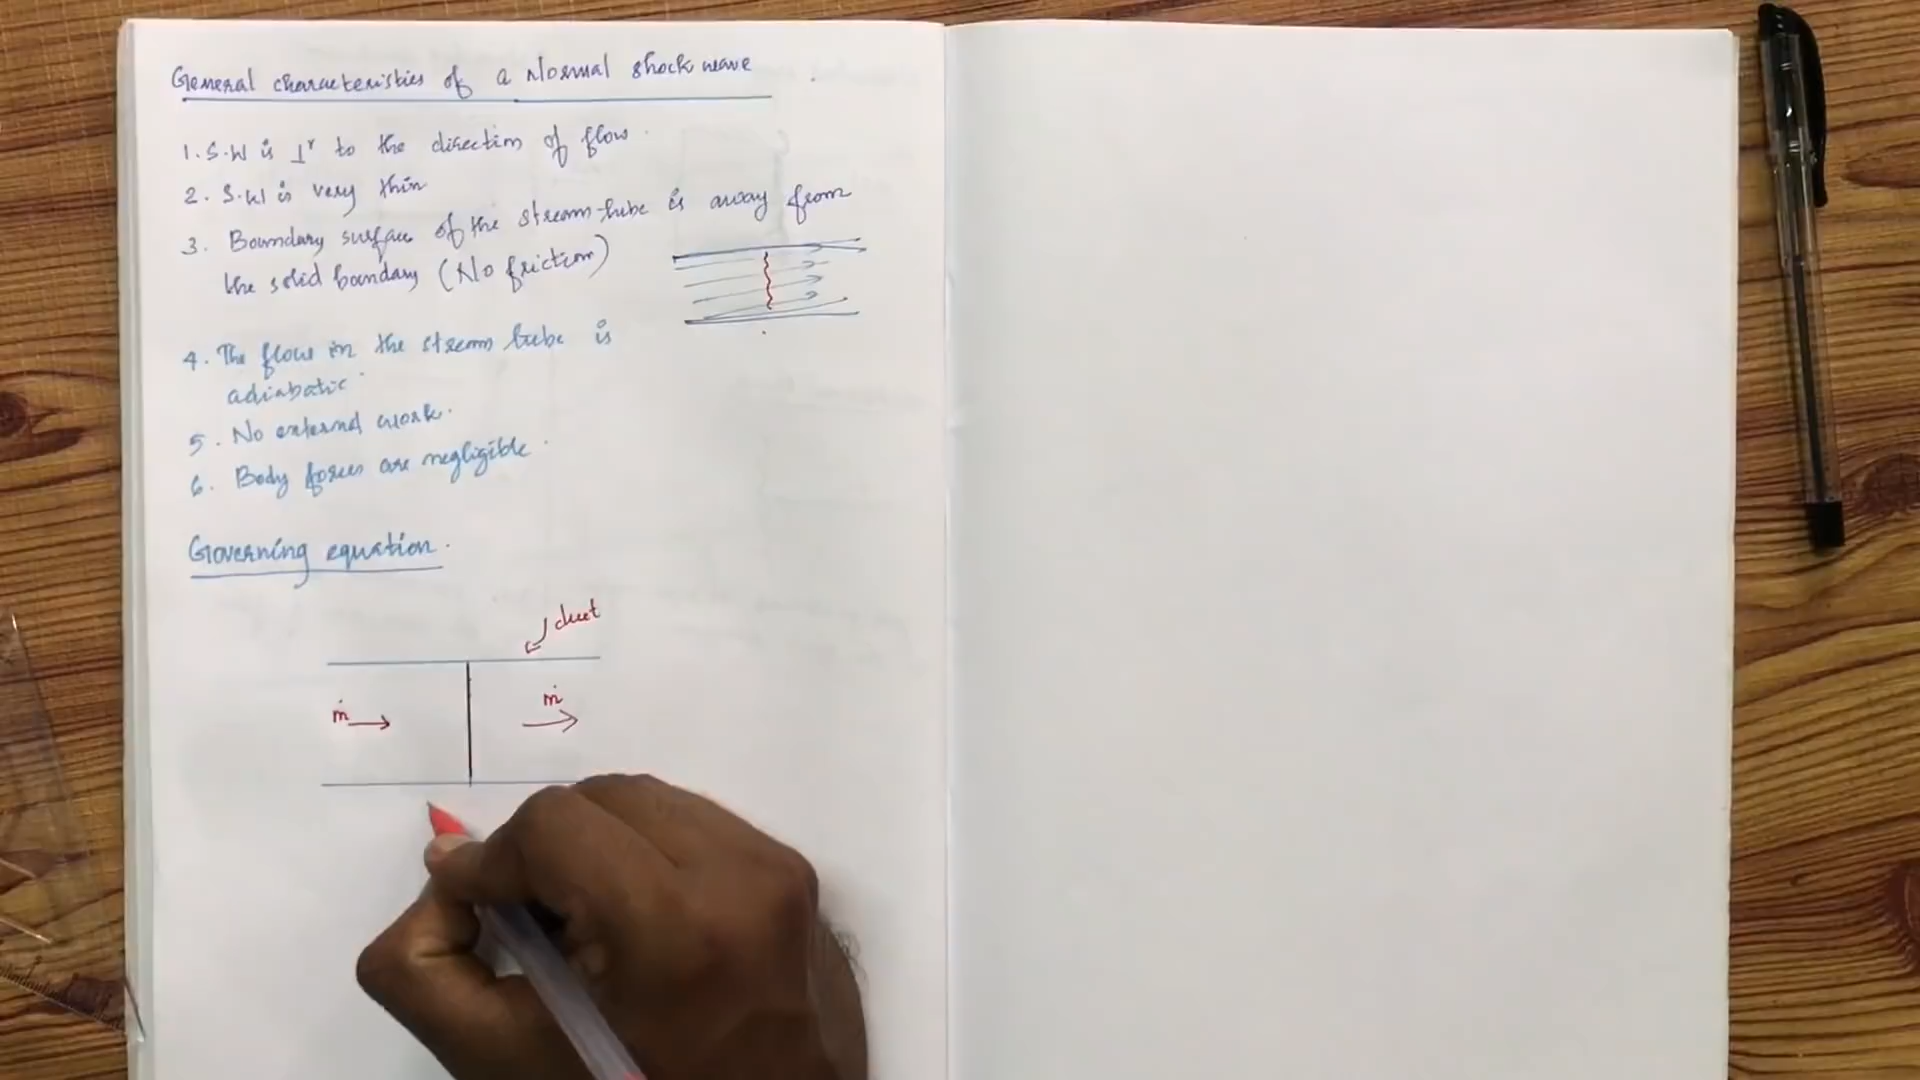 General characteristics of a Normal shock wave
1. S.W is ⊥r to the direction of flow.
2. S.W is very thin
3. Boundary surface of the stream-tube is away from
the solid boundary (No friction)
4. The flow in the stream tube is
adiabatic.
5. No external work.
6. Body forces are negligible.
Governing equation.
duct
ṁ
ṁ